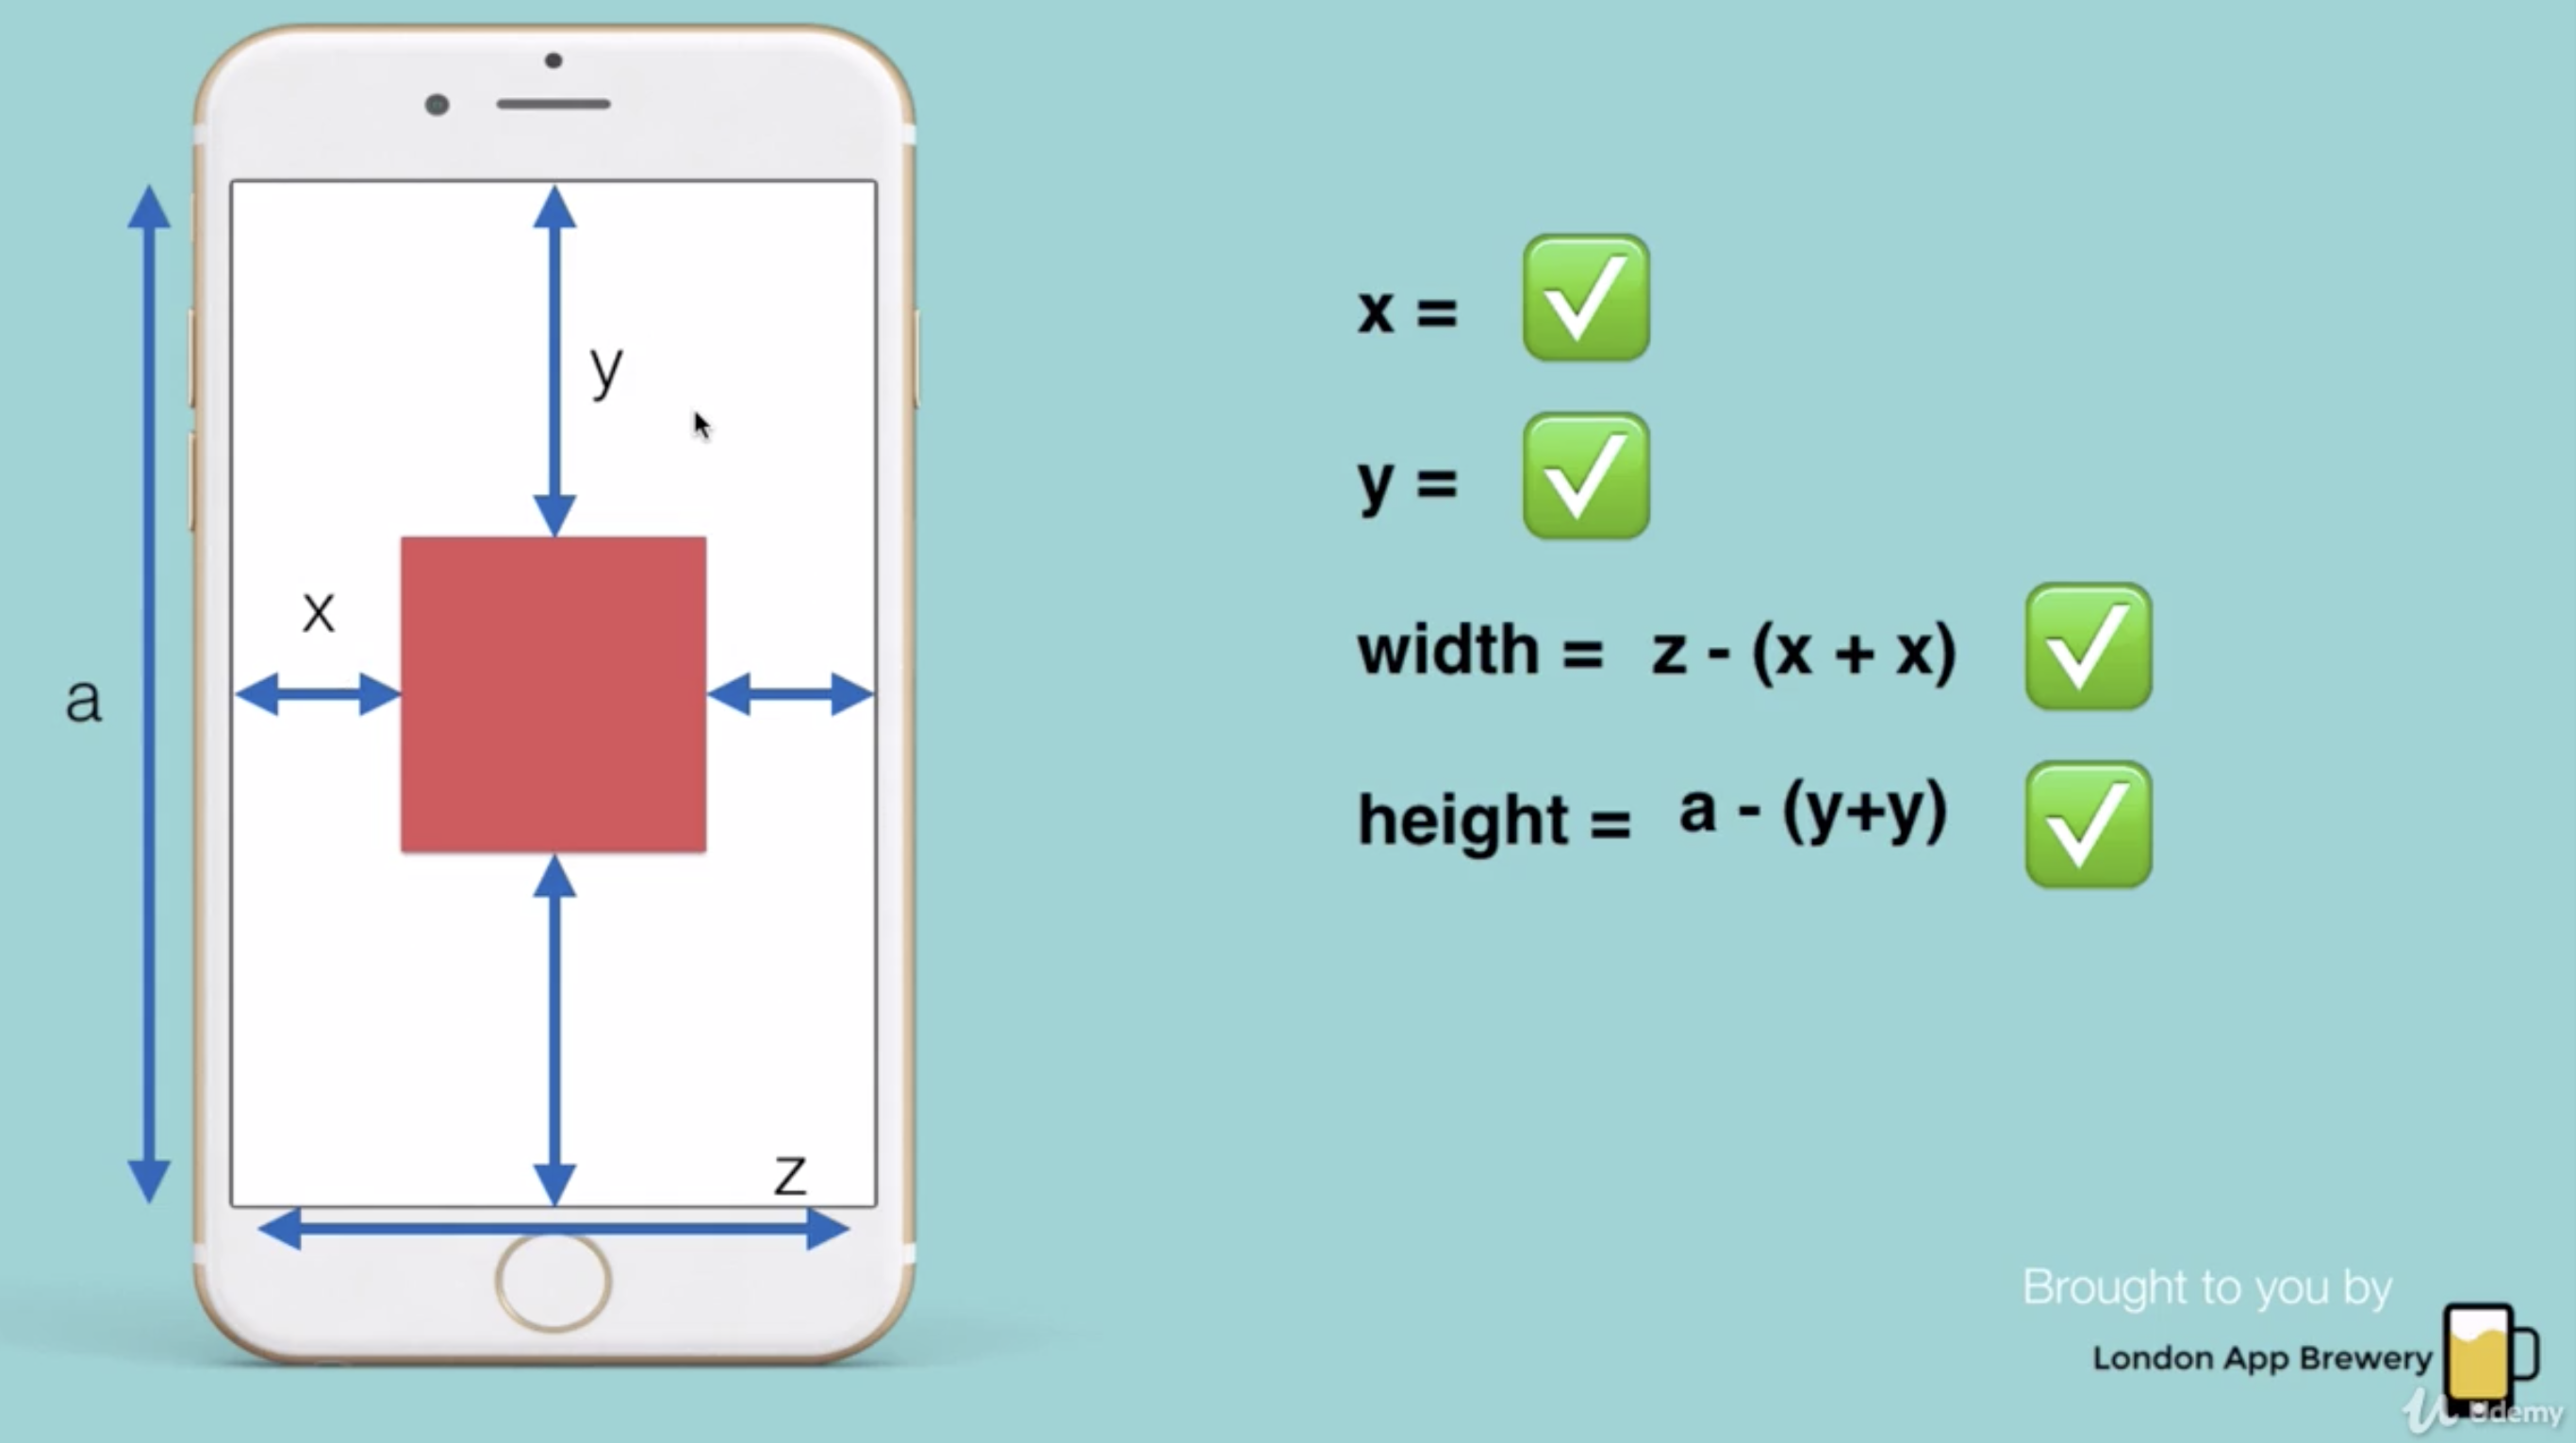 y
x
a
z
x =
y =
width = z - (x + x)
height = a - (y+y)
Brought to you by
London App Brewery
Udemy